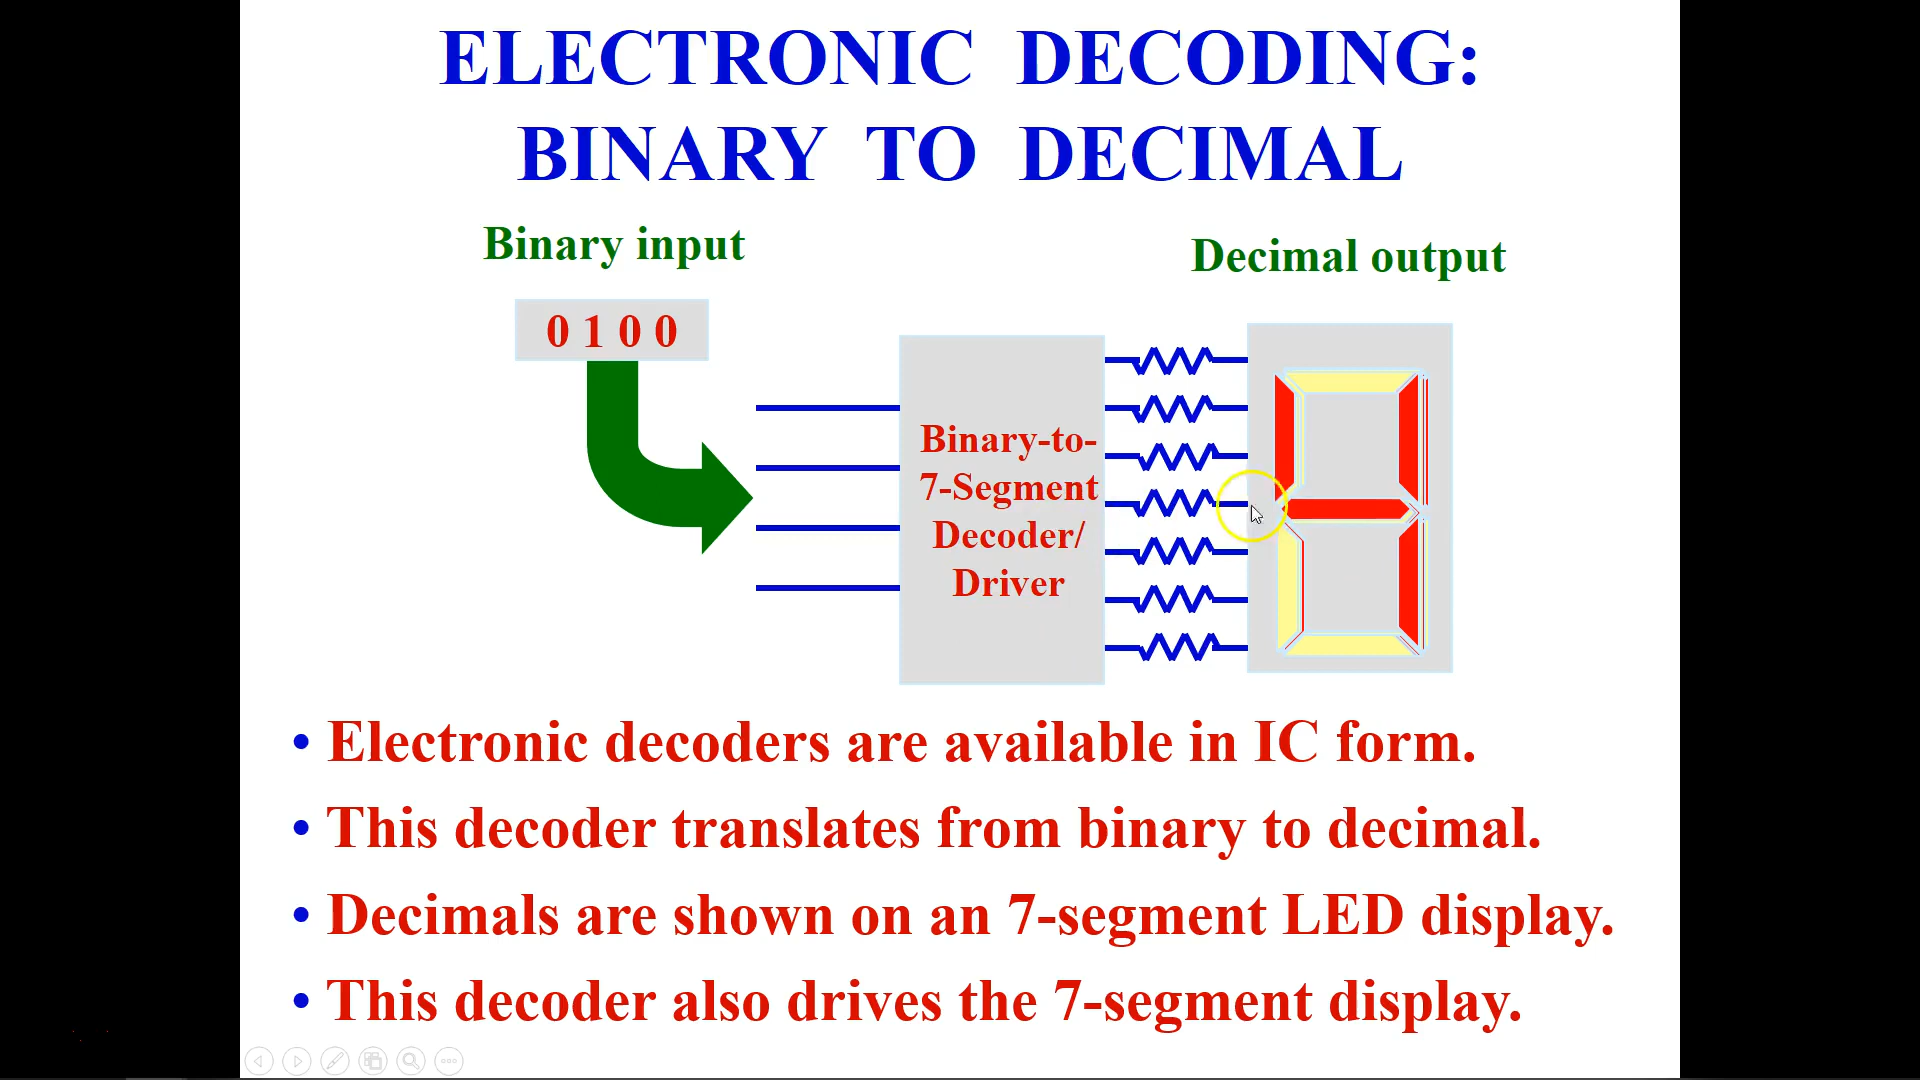 ELECTRONIC DECODING:
BINARY TO DECIMAL
Binary input
Decimal output
0 1 0 0
Binary-to-
7-Segment
Decoder/
Driver
• Electronic decoders are available in IC form.
• This decoder translates from binary to decimal.
• Decimals are shown on an 7-segment LED display.
• This decoder also drives the 7-segment display.